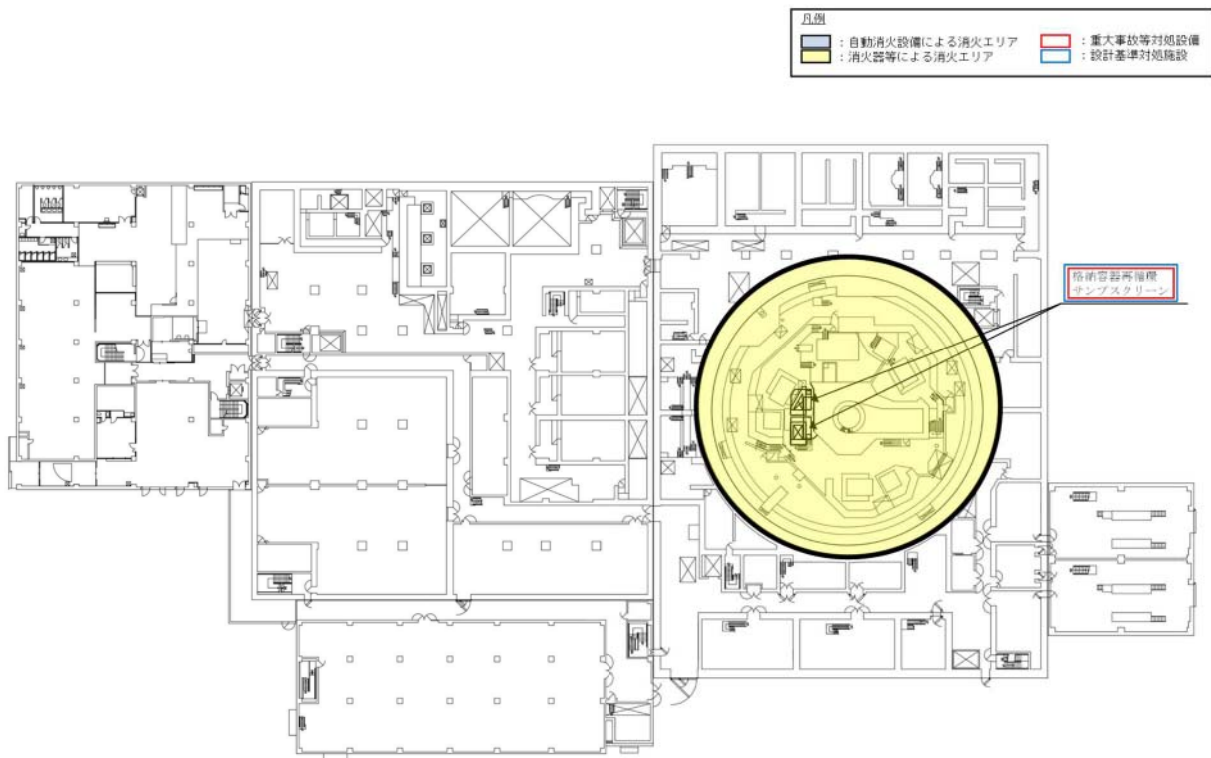 凡例
：自動消火設備による消火エリア
：重大事故等対処設備
：消火器等による消火エリア
：設計基準対処施設
格納容器再循環
サンプスクリーン